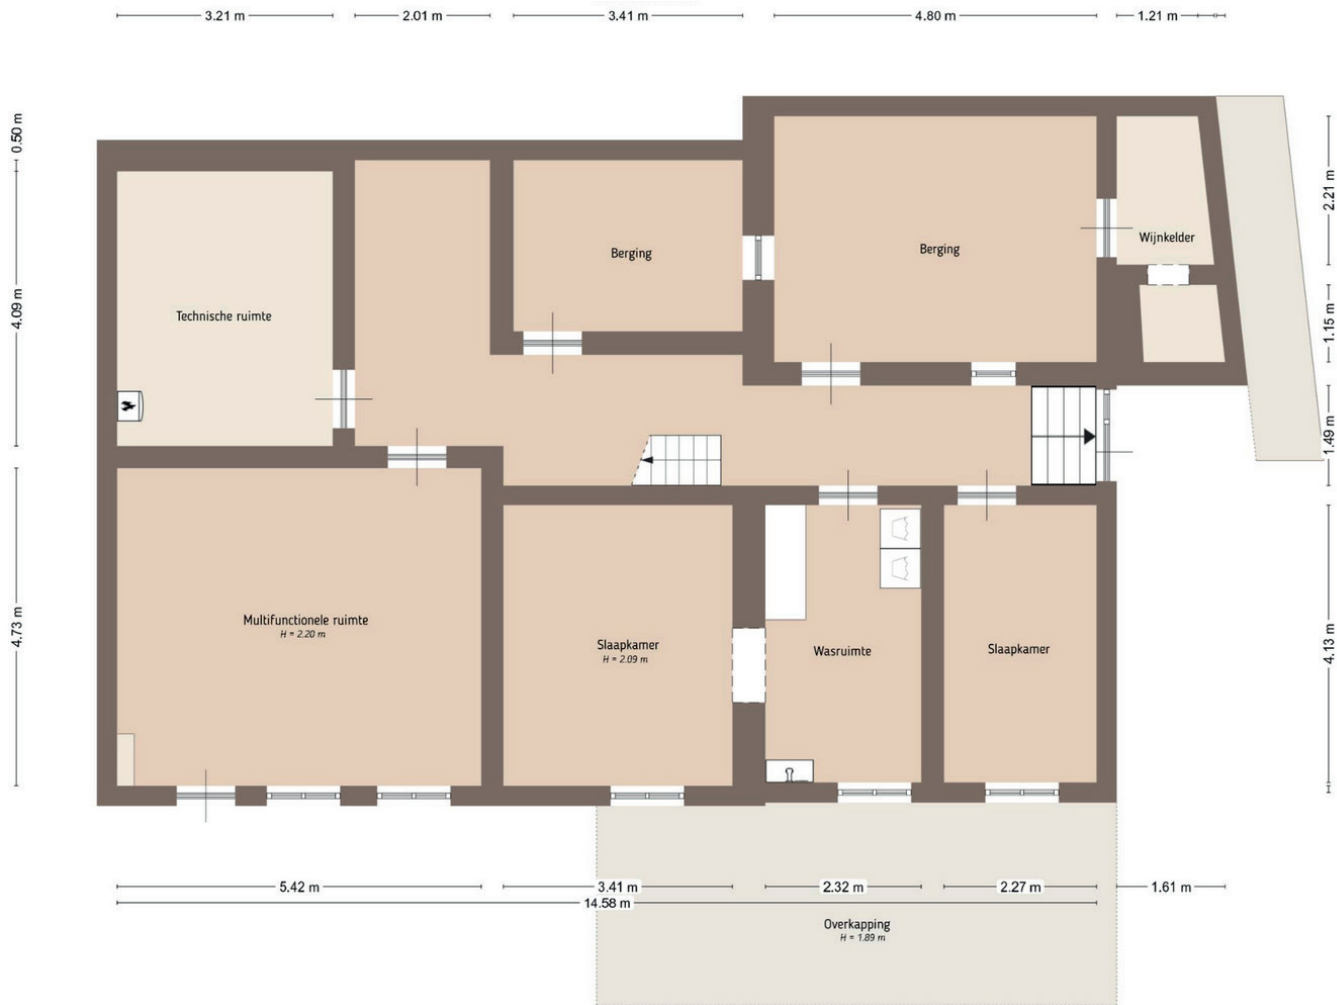 3.21 m 2.01 m 3.41 m 4.80 m 1.21 m
0.50 m
4.09 m
4.73 m
2.21 m
1.15 m
1.49 m
4.13 m
Berging
Berging
Wijnkelder
Technische ruimte
Multifunctionele ruimte
H = 2.20 m
Slaapkamer
H = 2.09 m
Wasruimte
Slaapkamer
5.42 m 3.41 m 2.32 m 2.27 m 1.61 m
14.58 m
Overkapping
H = 1.89 m